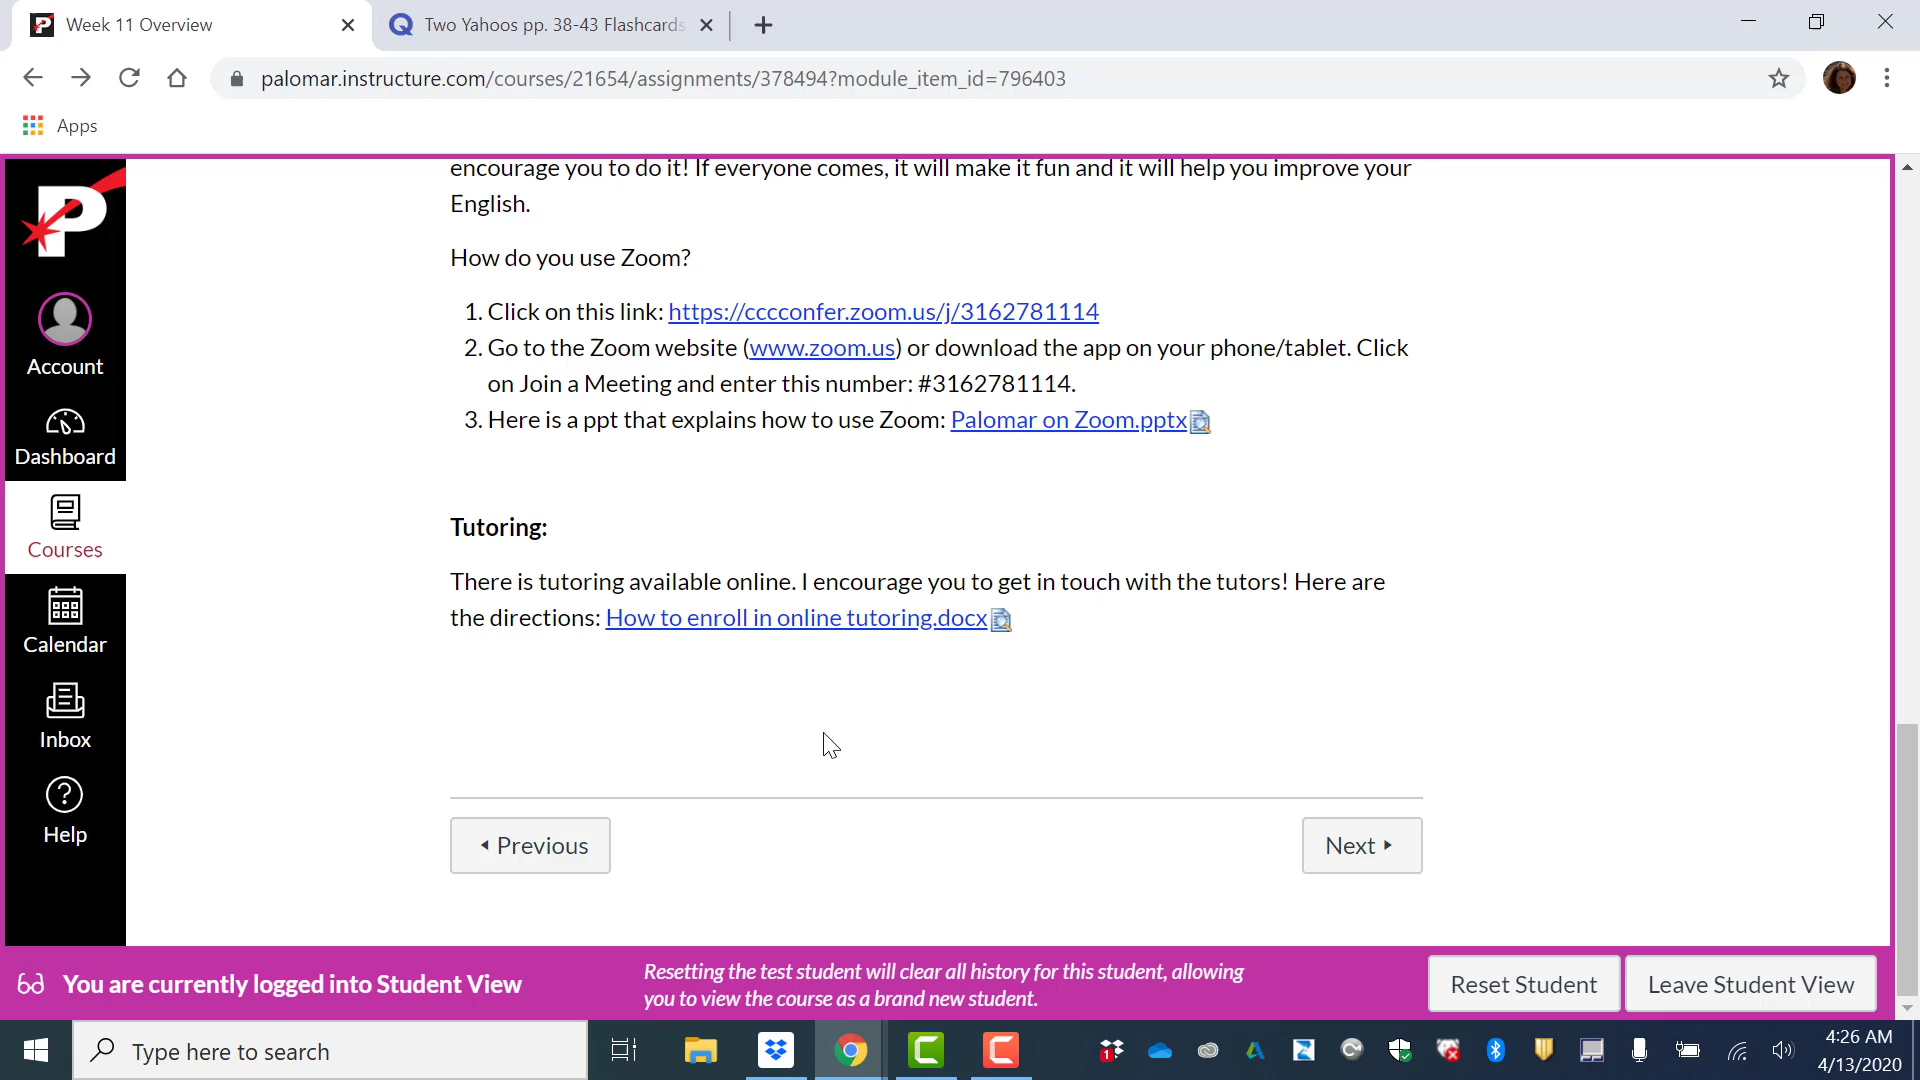 Week 11 Overview
Two Yahoos pp. 38-43 Flashcards
palomar.instructure.com/courses/21654/assignments/378494?module_item_id=796403
Apps
encourage you to do it! If everyone comes, it will make it fun and it will help you improve your
English.
How do you use Zoom?
1. Click on this link: https://cccconfer.zoom.us/j/3162781114
2. Go to the Zoom website (www.zoom.us) or download the app on your phone/tablet. Click
on Join a Meeting and enter this number: #3162781114.
3. Here is a ppt that explains how to use Zoom: Palomar on Zoom.pptx
Tutoring:
There is tutoring available online. I encourage you to get in touch with the tutors! Here are
the directions: How to enroll in online tutoring.docx
Previous
Next
P
Account
Dashboard
Courses
Calendar
Inbox
Help
You are currently logged into Student View
Resetting the test student will clear all history for this student, allowing
you to view the course as a brand new student.
Reset Student
Leave Student View
Type here to search
4:26 AM
4/13/2020